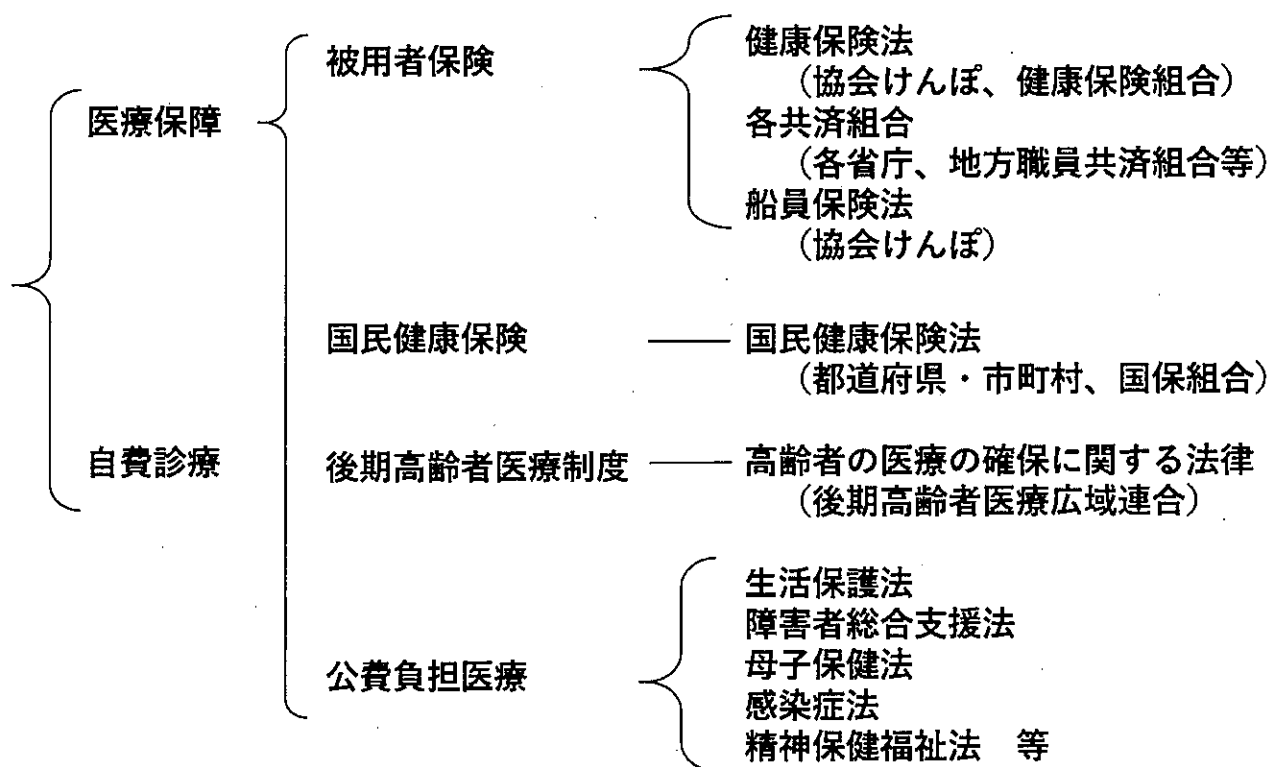 医療保障
自費診療
被用者保険
健康保険法
（協会けんぽ、健康保険組合）
各共済組合
（各省庁、地方職員共済組合等）
船員保険法
（協会けんぽ）
国民健康保険
国民健康保険法
（都道府県・市町村、国保組合）
後期高齢者医療制度
高齢者の医療の確保に関する法律
（後期高齢者医療広域連合）
公費負担医療
生活保護法
障害者総合支援法
母子保健法
感染症法
精神保健福祉法　等